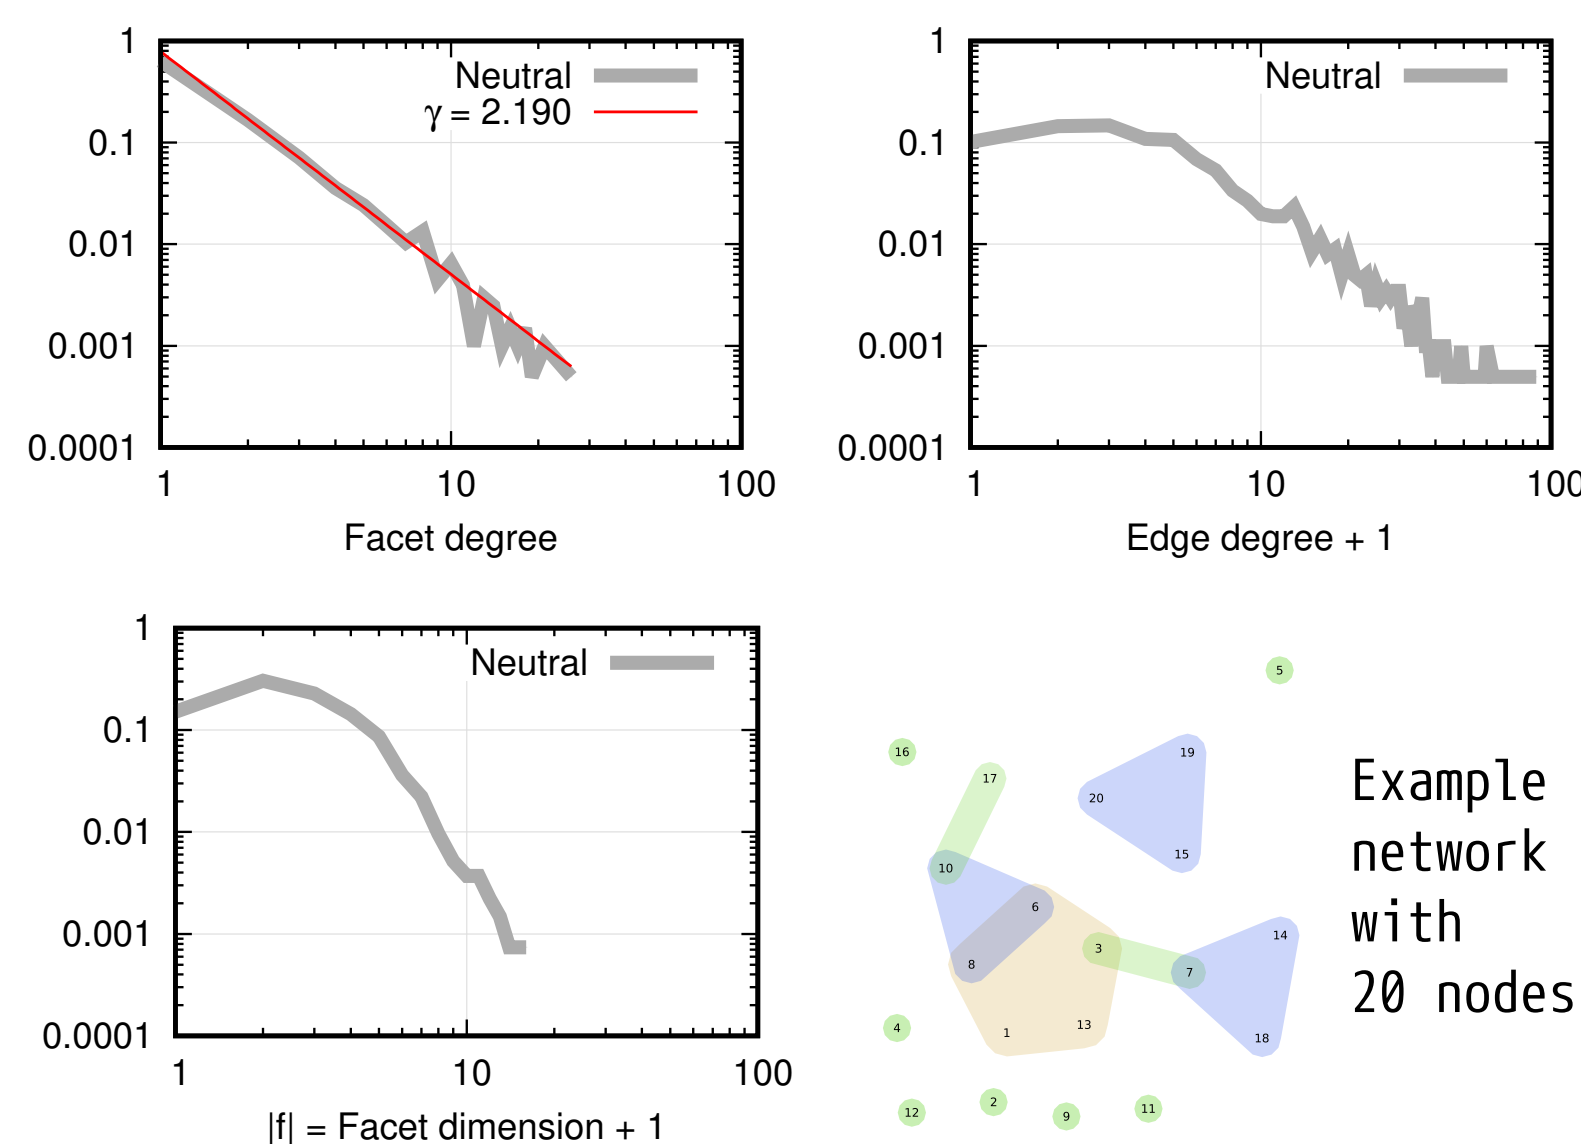 1
0.1
0.01
0.001
0.0001
1 10 100
Facet degree
Neutral
γ = 2.190
1
0.1
0.01
0.001
0.0001
1 10 100
Edge degree + 1
Neutral
1
0.1
0.01
0.001
0.0001
1 10 100
|f| = Facet dimension + 1
Neutral
5
16
17
19
20
15
10
6
3
14
8
7
4
1
13
18
12
2
9
11
Example
network
with
20 nodes